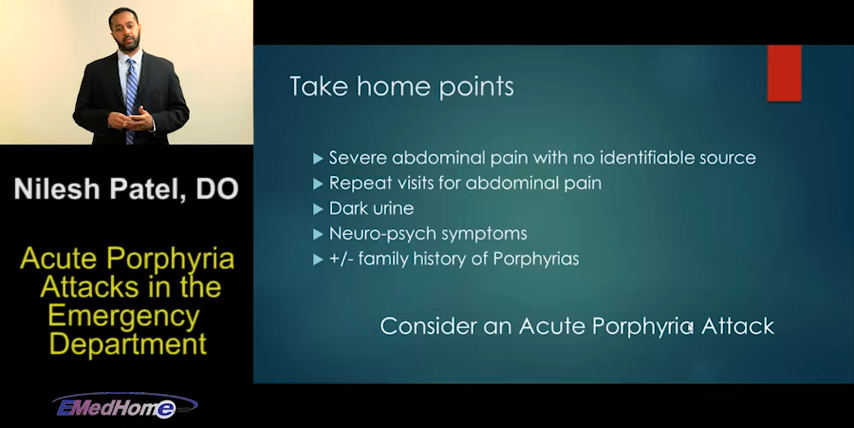 Take home points
Severe abdominal pain with no identifiable source
Repeat visits for abdominal pain
Dark urine
Neuro-psych symptoms
+/- family history of Porphyrias
Consider an Acute Porphyria Attack
Nilesh Patel, DO
Acute Porphyria
Attacks in the
Emergency
Department
EMedHome